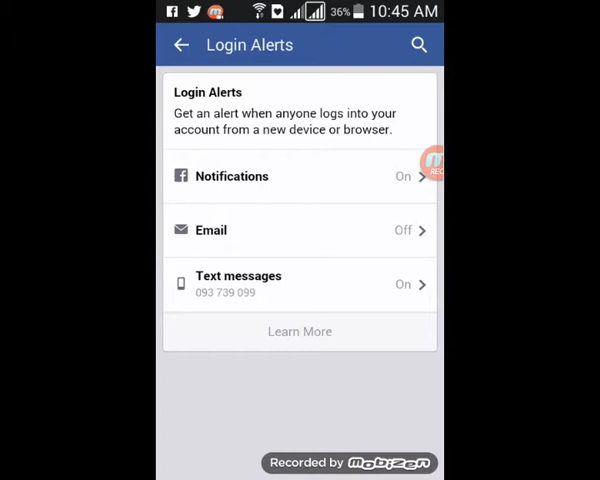 36% 10:45 AM
Login Alerts
Login Alerts
Get an alert when anyone logs into your
account from a new device or browser.
REC
Notifications On
Email Off
Text messages
093 739 099
On
Learn More
Recorded by mobizen